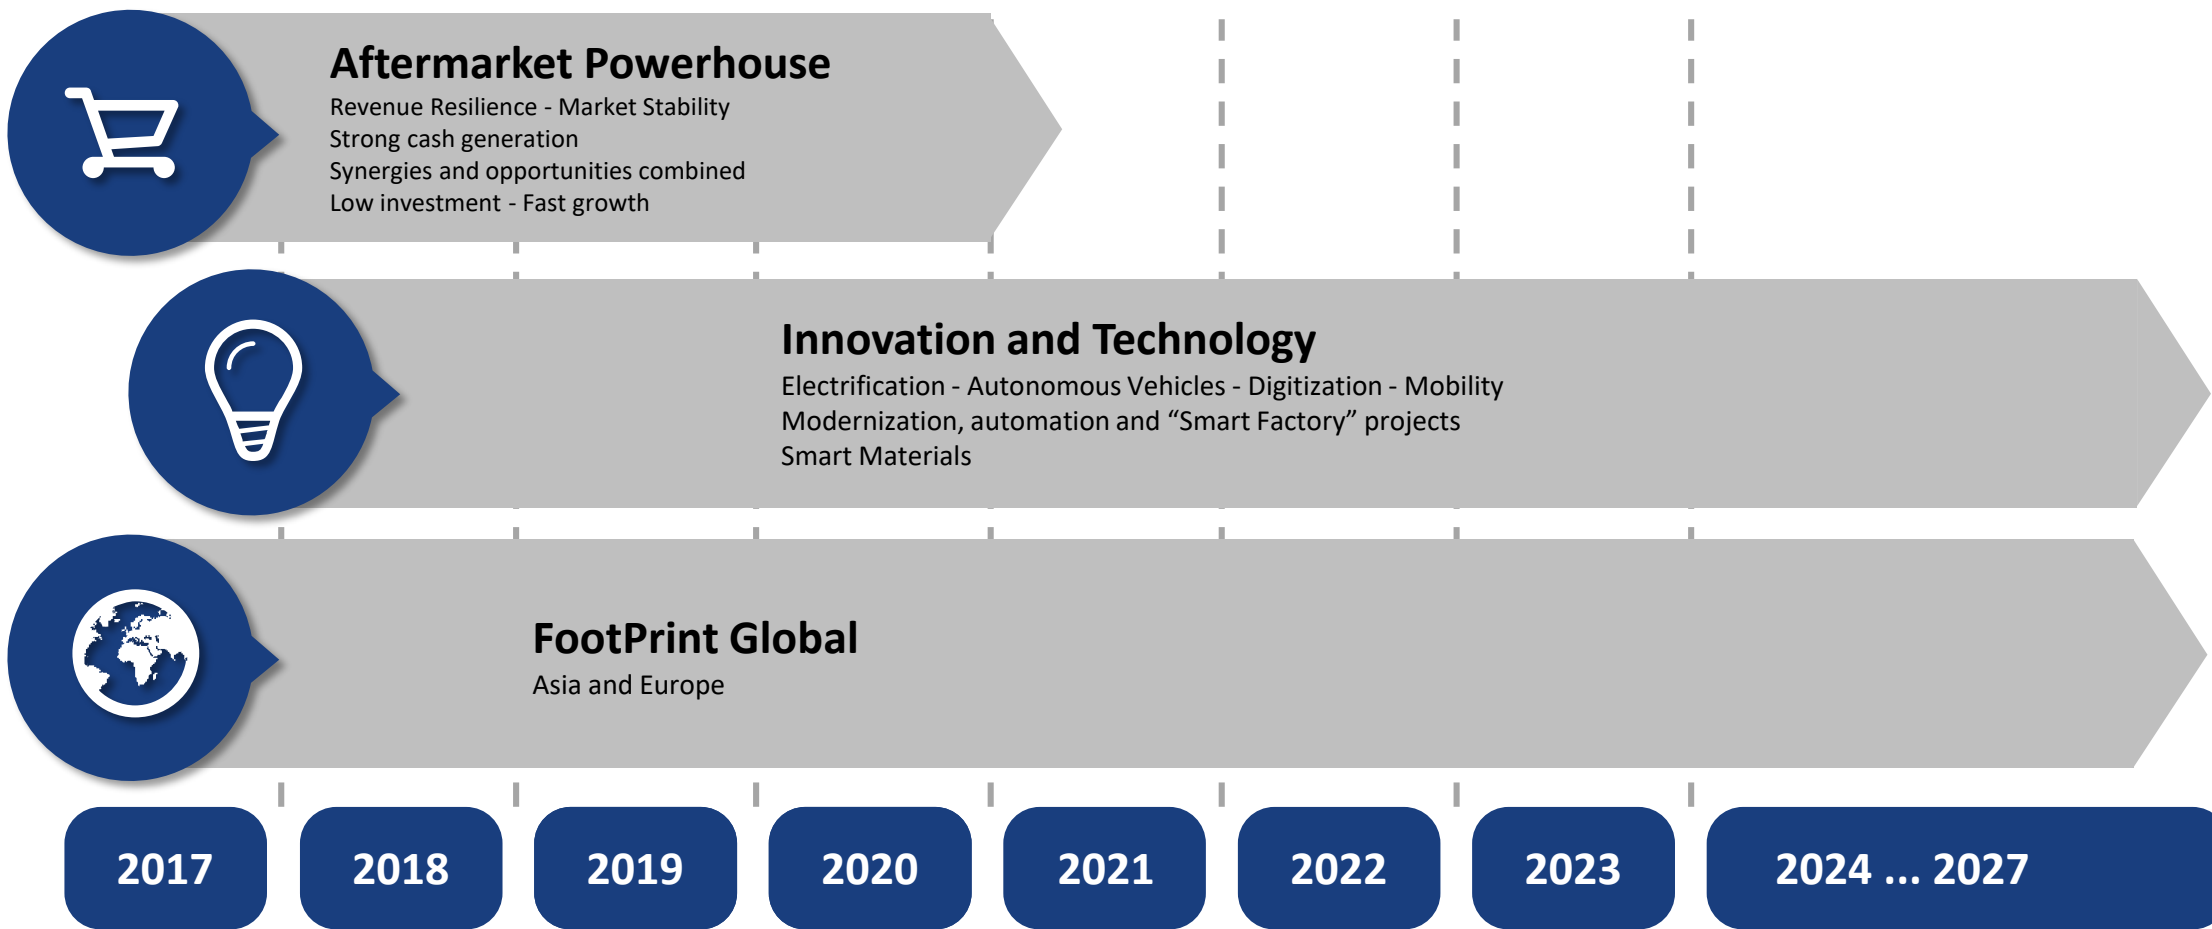 Aftermarket Powerhouse
Revenue Resilience - Market Stability
Strong cash generation
Synergies and opportunities combined
Low investment - Fast growth
Innovation and Technology
Electrification - Autonomous Vehicles - Digitization - Mobility
Modernization, automation and “Smart Factory” projects
Smart Materials
FootPrint Global
Asia and Europe
2017 2018 2019 2020 2021 2022 2023 2024 ... 2027